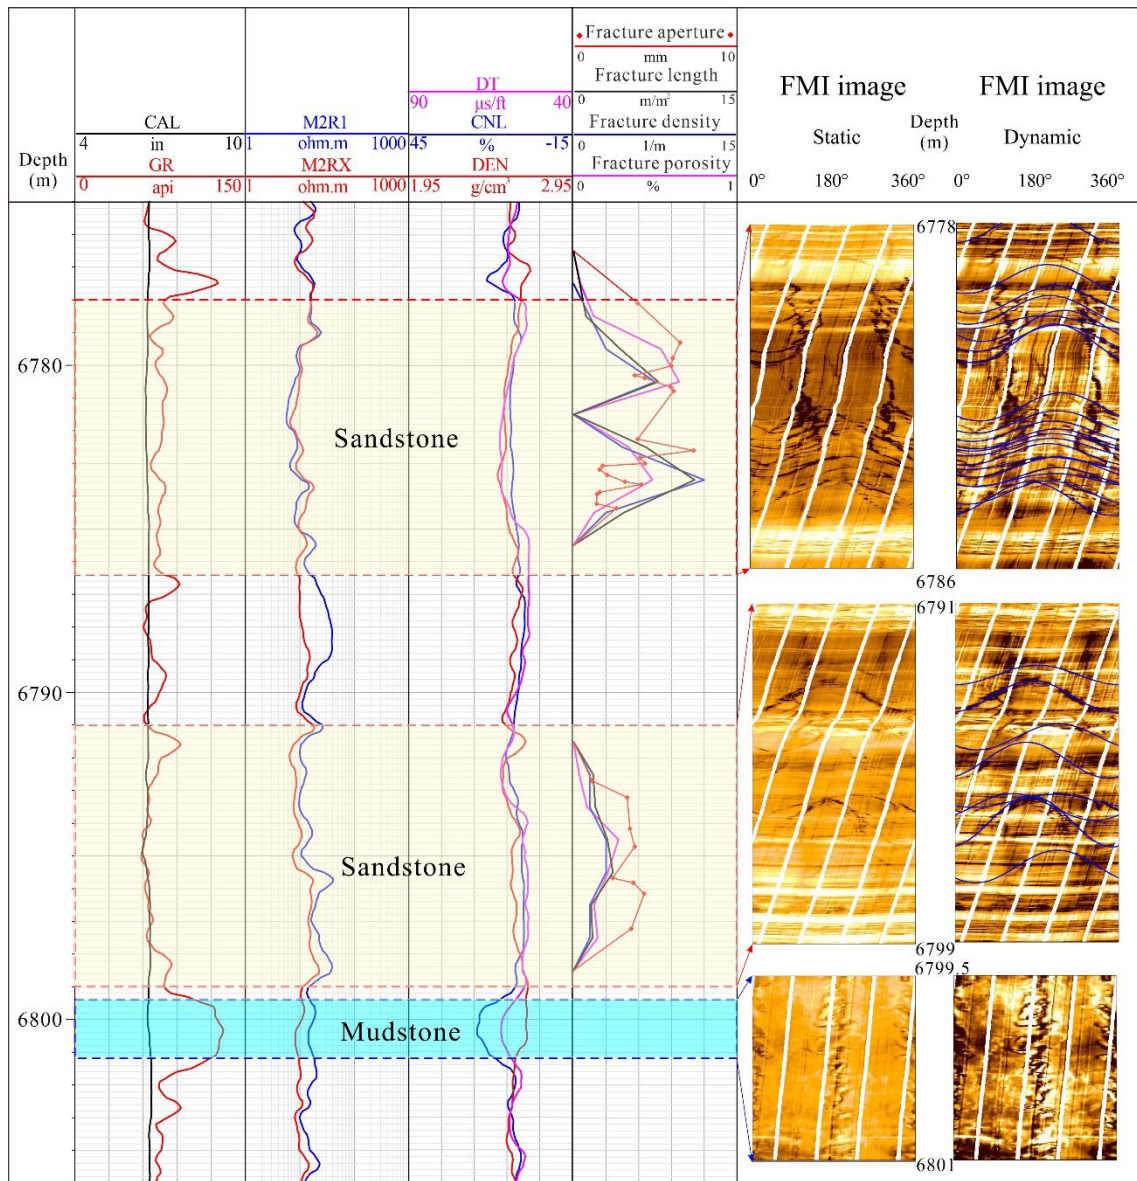 Depth
(m)
CAL
4 in 10
GR
0 api 150
M2R1
1 ohm.m 1000
M2RX
1 ohm.m 1000
DT
90 μs/ft 40
CNL
45 % -15
DEN
1.95 g/cm³ 2.95
Fracture aperture
0 mm 10
Fracture length
0 m/m² 15
Fracture density
0 1/m 15
Fracture porosity
0 % 1
FMI image
Static
0° 180° 360°
Depth
(m)
FMI image
Dynamic
0° 180° 360°
6778
6780
Sandstone
6786
6791
6790
Sandstone
6799
6799.5
6800
Mudstone
6801